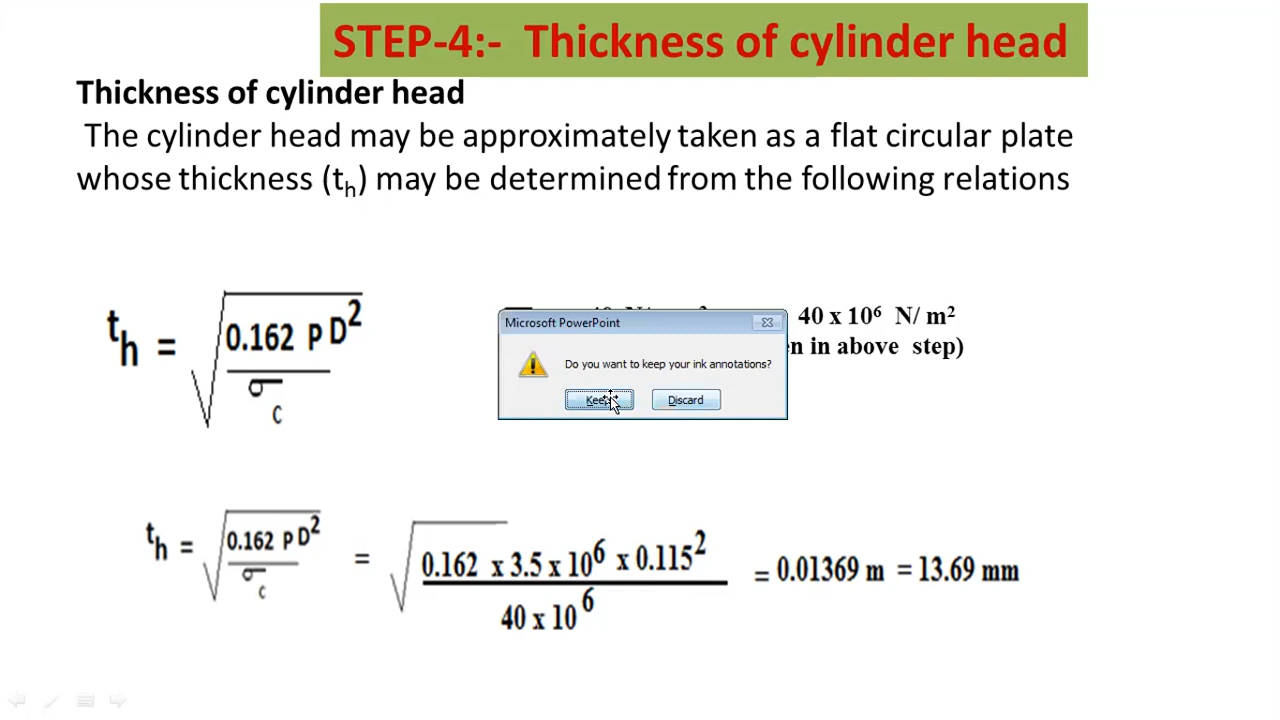 STEP-4:- Thickness of cylinder head
Thickness of cylinder head
The cylinder head may be approximately taken as a flat circular plate
whose thickness (tₕ) may be determined from the following relations
tₕ = √(0.162 P D² / σ_c)
40 x 10⁶ N/ m²
en in above step)
Microsoft PowerPoint
Do you want to keep your ink annotations?
Keep Discard
tₕ = √(0.162 P D² / σ_c) = √(0.162 x 3.5 x 10⁶ x 0.115² / 40 x 10⁶) = 0.01369 m = 13.69 mm